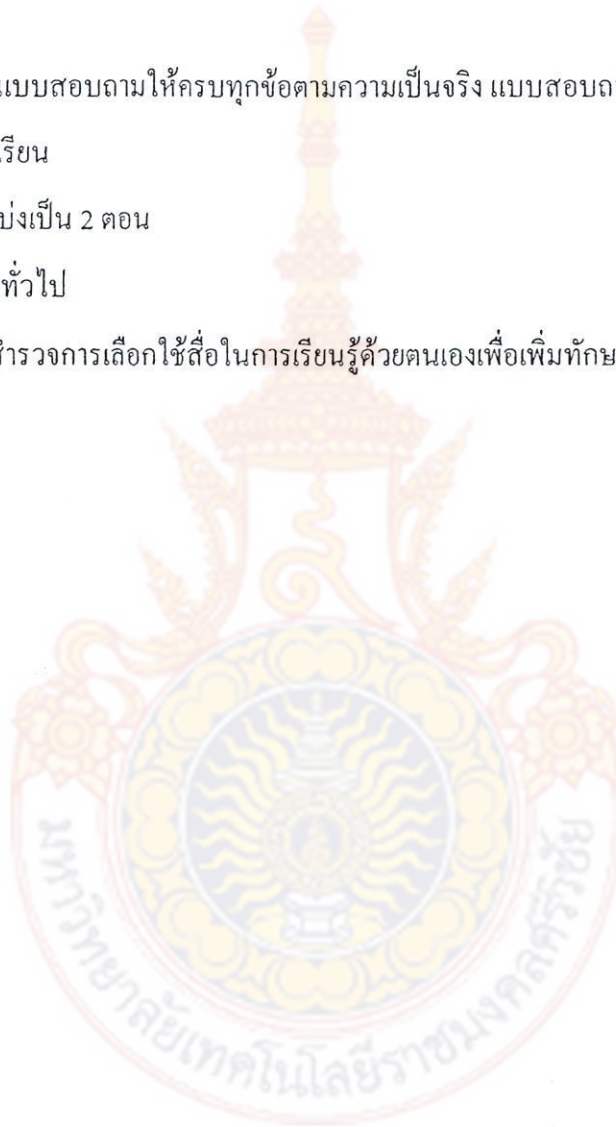 แบบสอบถามให้ครบทุกข้อตามความเป็นจริง แบบสอบถา
รียน
บ่งเป็น 2 ตอน
ทั่วไป
สำรวจการเลือกใช้สื่อในการเรียนรู้ด้วยตนเองเพื่อเพิ่มทักษ
มหาวิทยาลัยเทคโนโลยีราชมงคลศรีวิชัย